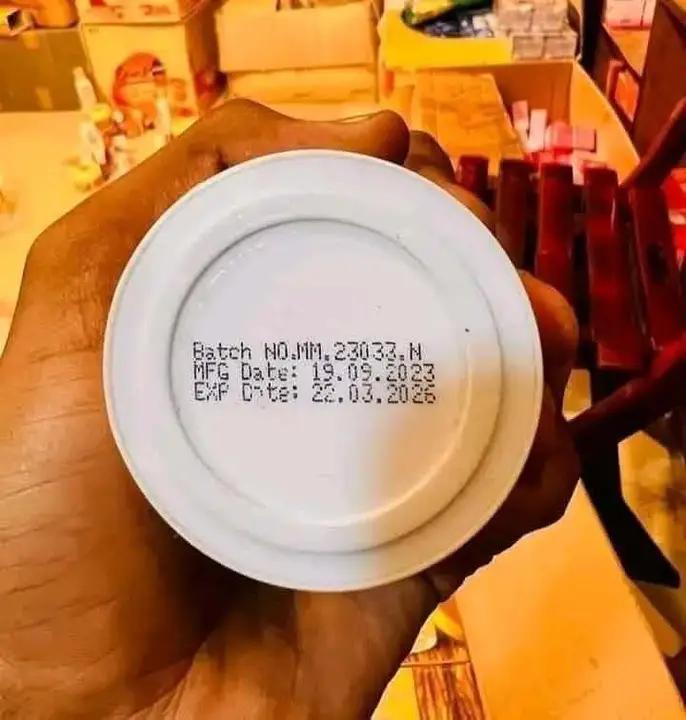 Batch NO.MM.23033.N
MFG Date: 19.09.2023
EXP Date: 22.03.2026